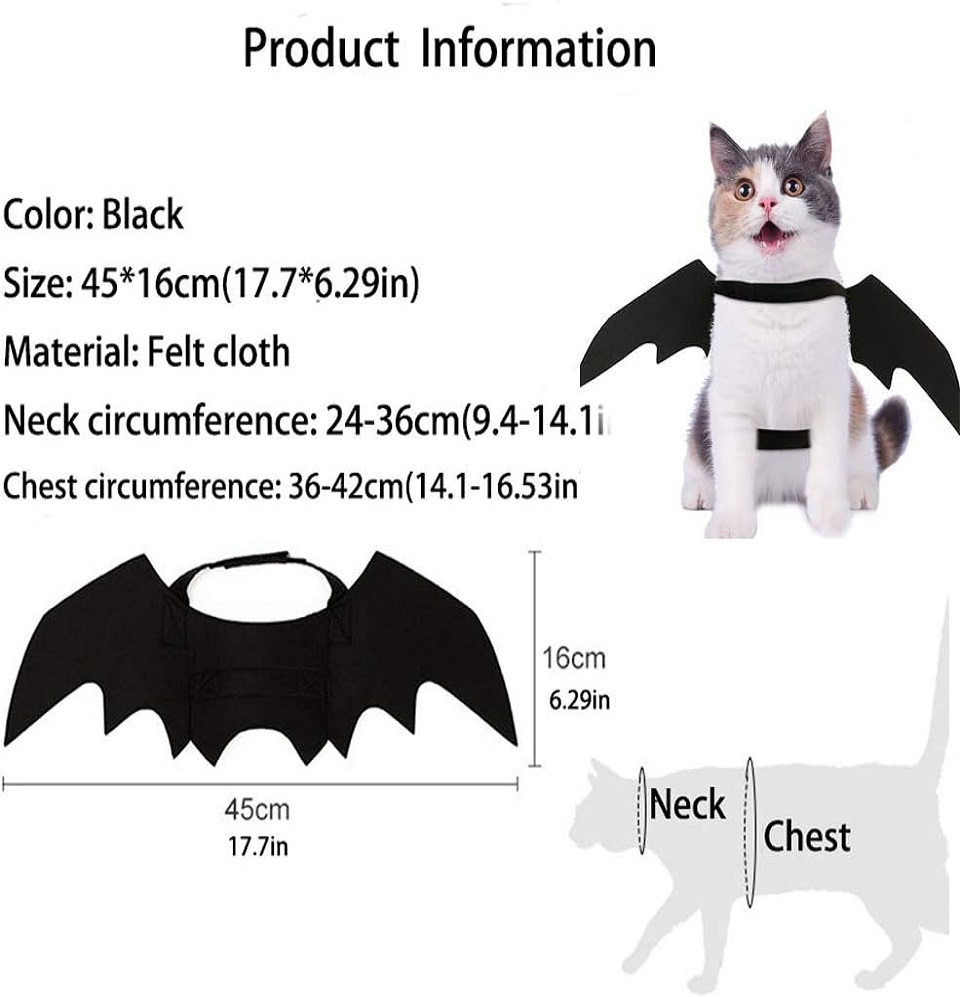 Product Information
Color: Black
Size: 45*16cm(17.7*6.29in)
Material: Felt cloth
Neck circumference: 24-36cm(9.4-14.1i
Chest circumference: 36-42cm(14.1-16.53in
16cm
6.29in
45cm
17.7in
Neck
Chest